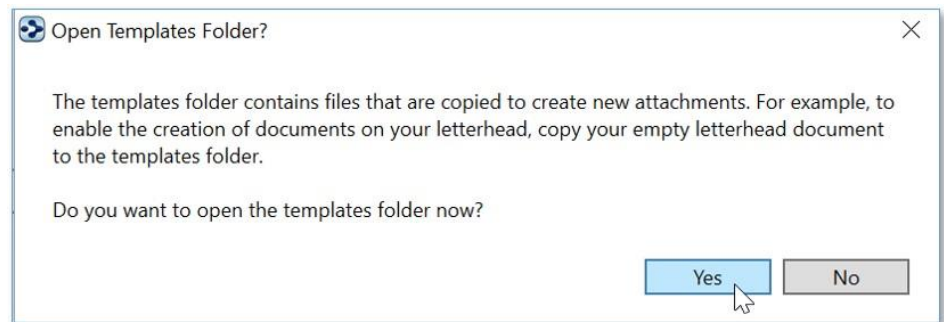 Open Templates Folder?
The templates folder contains files that are copied to create new attachments. For example, to
enable the creation of documents on your letterhead, copy your empty letterhead document
to the templates folder.
Do you want to open the templates folder now?
Yes
No